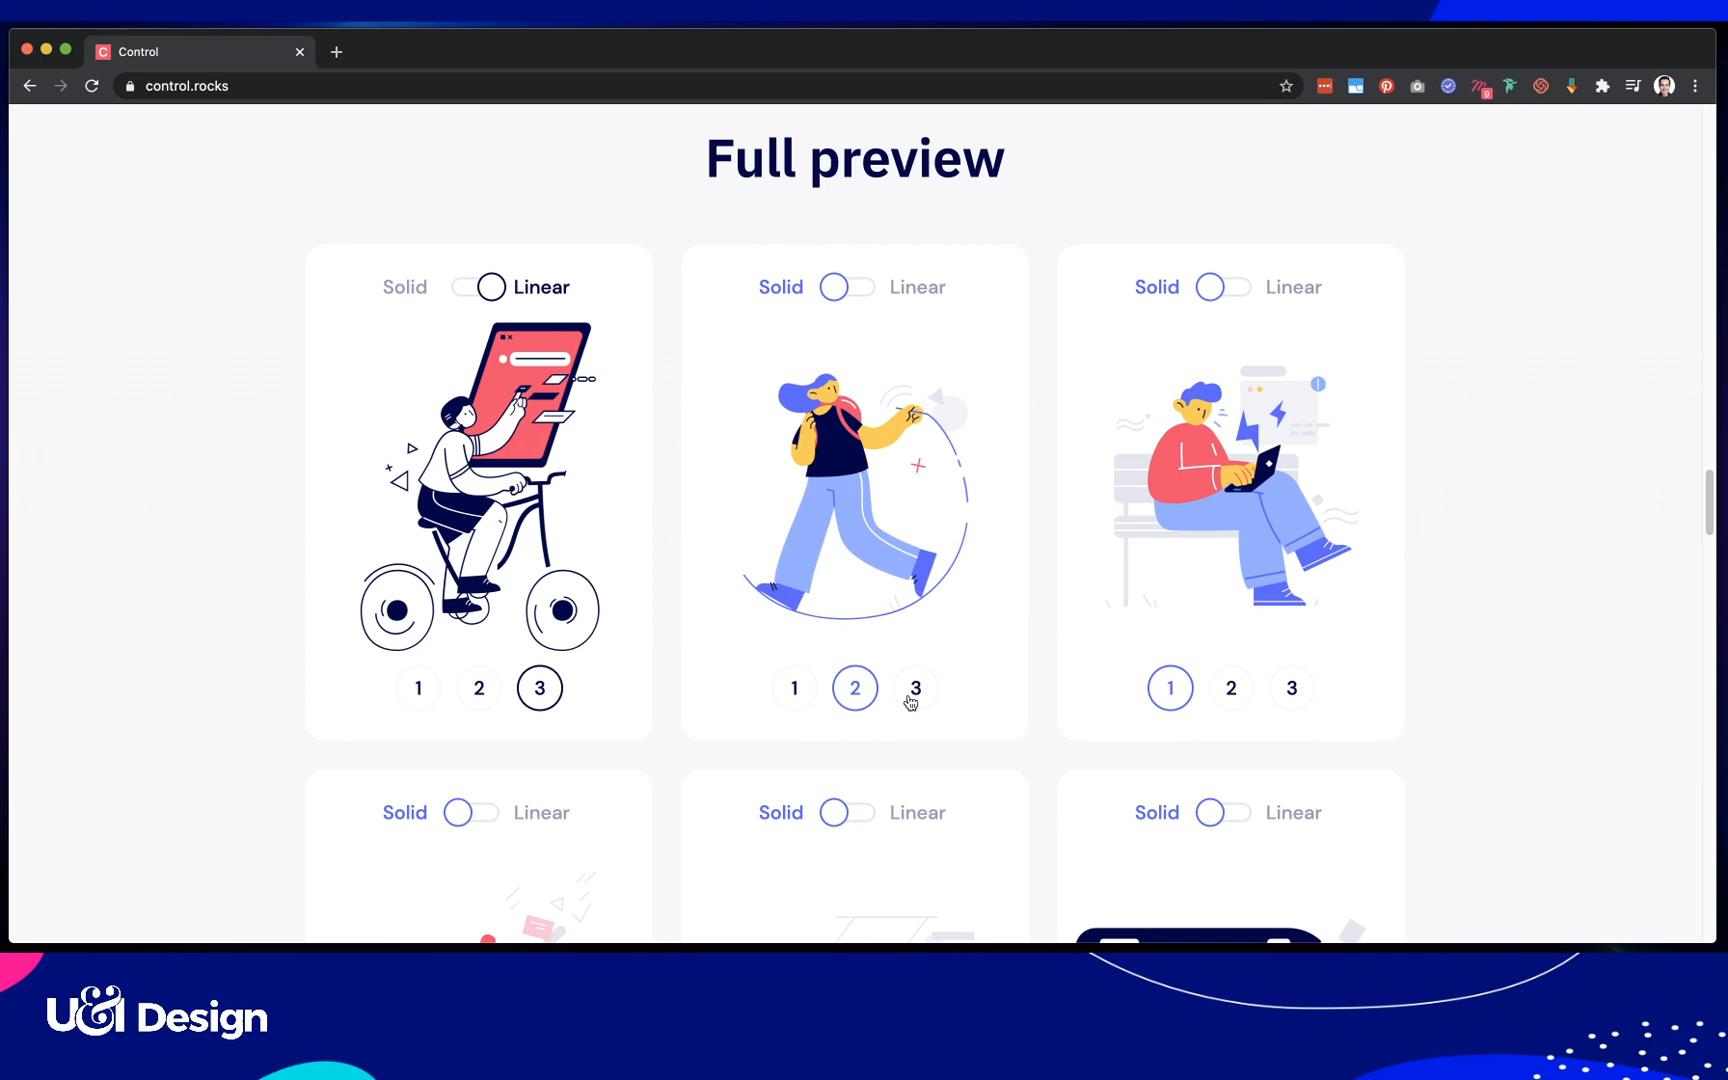 Control
control.rocks
9
Full preview
Solid Linear
Solid Linear
Solid Linear
1 2 3
1 2 3
1 2 3
Solid Linear
Solid Linear
Solid Linear
U&I Design